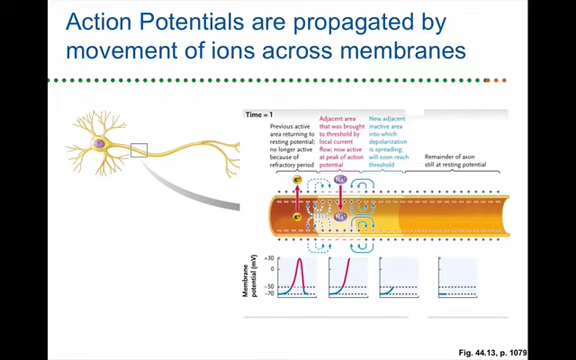 Action Potentials are propagated by
movement of ions across membranes
Time = 1
Previous active
area returning to
resting potential;
no longer active
because of
refractory period
Adjacent area
that was brought
to threshold by
local current
flow; now active
at peak of action
potential
New adjacent
inactive area
into which
depolarization
is spreading;
will soon reach
threshold
Remainder of axon
still at resting potential
K+
Na+
K+
Na+
Membrane
potential (mV)
+30
0
−50
−70
Fig. 44.13, p. 1079